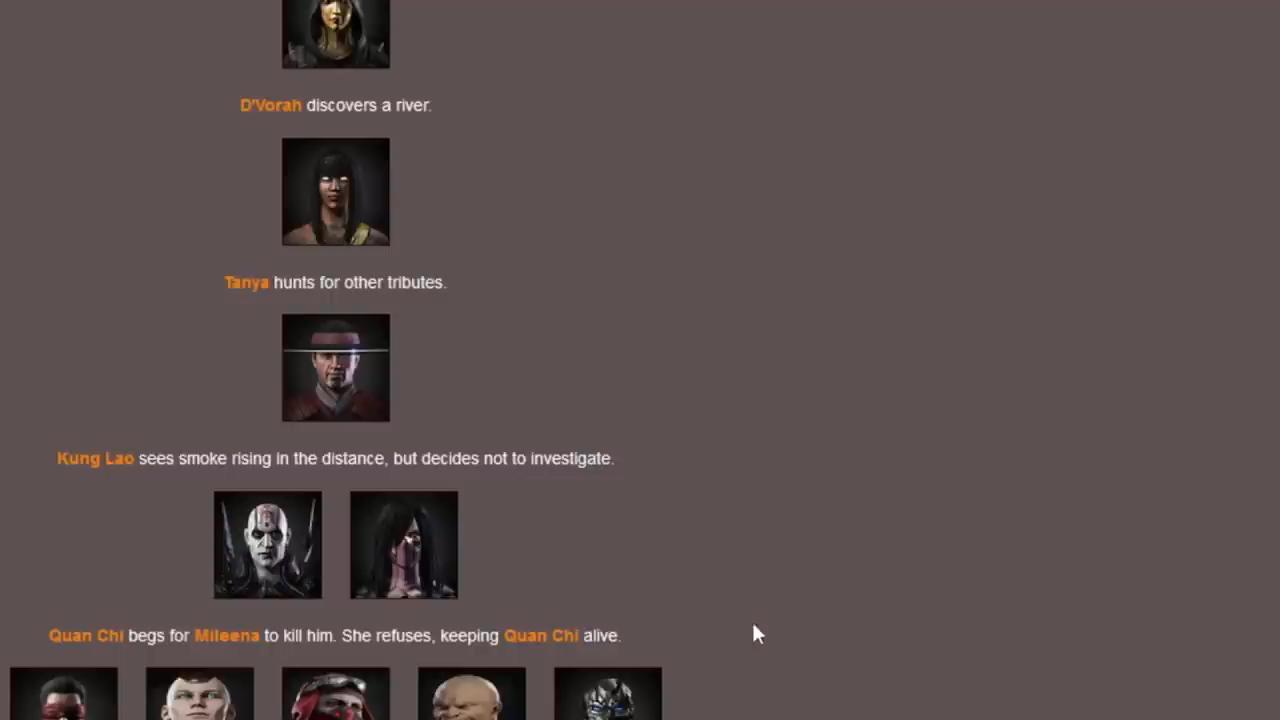 D'Vorah discovers a river.
Tanya hunts for other tributes.
Kung Lao sees smoke rising in the distance, but decides not to investigate.
Quan Chi begs for Mileena to kill him. She refuses, keeping Quan Chi alive.